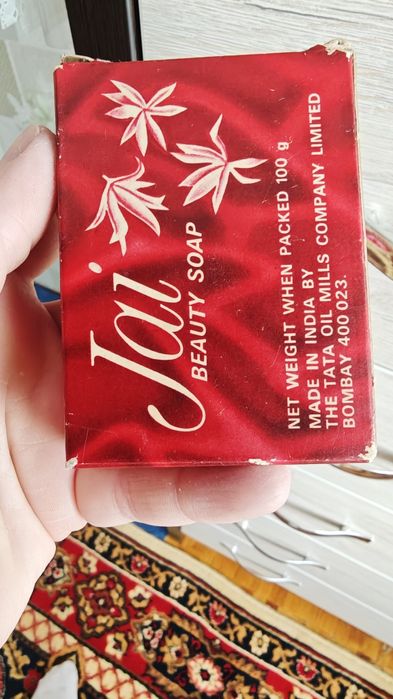 Jai
BEAUTY SOAP
NET WEIGHT WHEN PACKED 100 g
MADE IN INDIA BY
THE TATA OIL MILLS COMPANY LIMITED
BOMBAY 400 023.